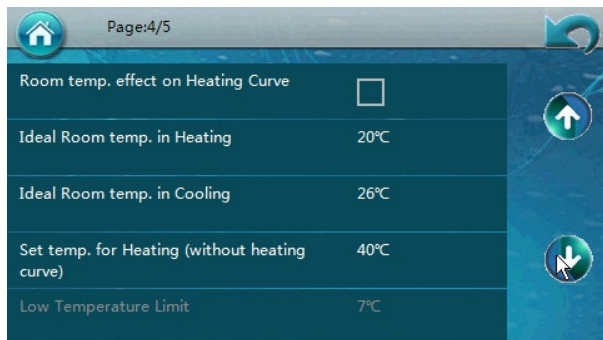 Page:4/5
Room temp. effect on Heating Curve
Ideal Room temp. in Heating 20℃
Ideal Room temp. in Cooling 26℃
Set temp. for Heating (without heating 40℃
curve)
Low Temperature Limit 7℃